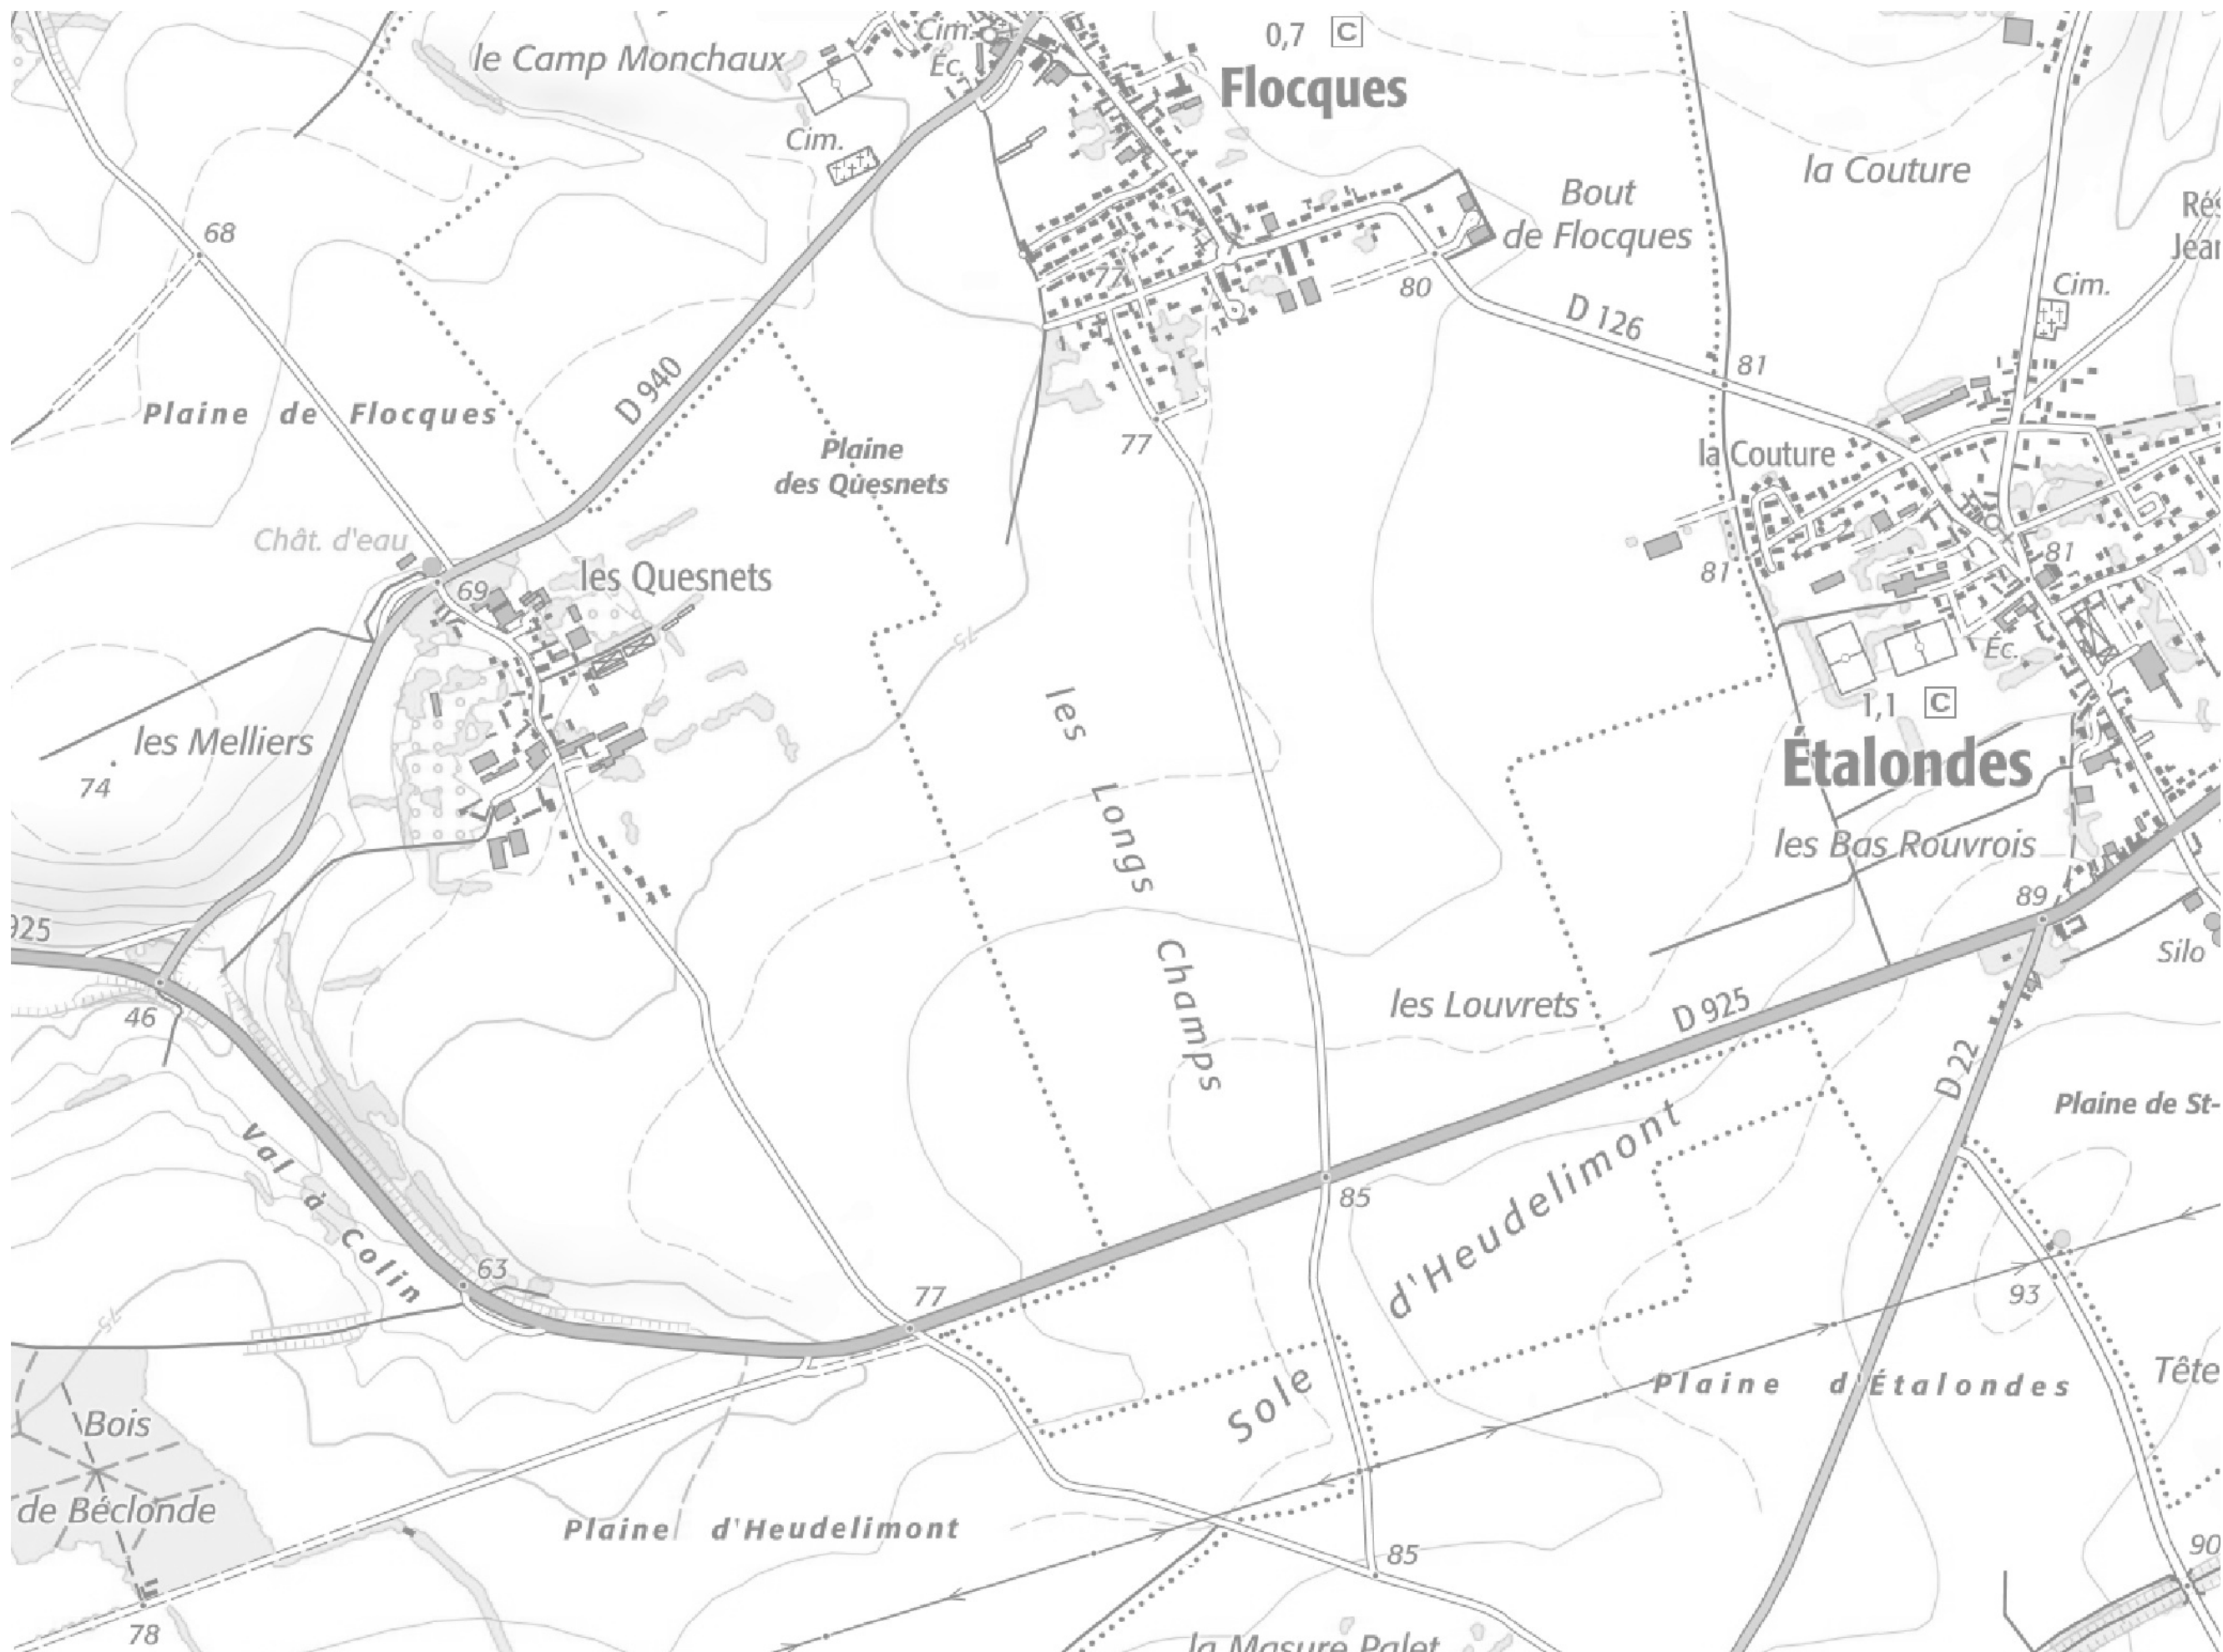 Cim.
0,7 C
le Camp Monchaux
Éc.
Flocques
Cim.
la Couture
Bout
de Flocques
68
77
80
Cim.
D 126
81
D 940
Plaine de Flocques
77
Plaine
des Quesnets
la Couture
Chât. d'eau
69
les Quesnets
81
81
Éc.
75
les Longs Champs
1,1 C
les Melliers
74
Étalondes
les Bas Rouvrois
89
925
Silo
46
les Louvrets
D 925
D 22
Plaine de St-
Val à Colin
85
Sole d'Heudelimont
63
77
93
75
Plaine d'Étalondes
Tête
Bois
de Béclonde
Plaine d'Heudelimont
85
90
78
la Masure Palet